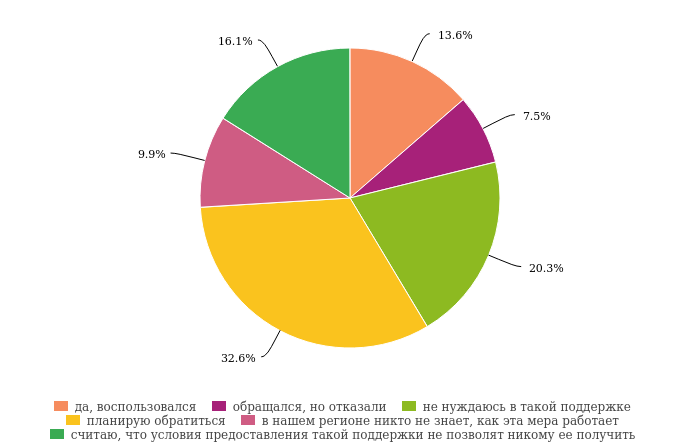 16.1%
13.6%
7.5%
9.9%
20.3%
32.6%
да, воспользовался обращался, но отказали не нуждаюсь в такой поддержке
планирую обратиться в нашем регионе никто не знает, как эта мера работает
считаю, что условия предоставления такой поддержки не позволят никому ее получить